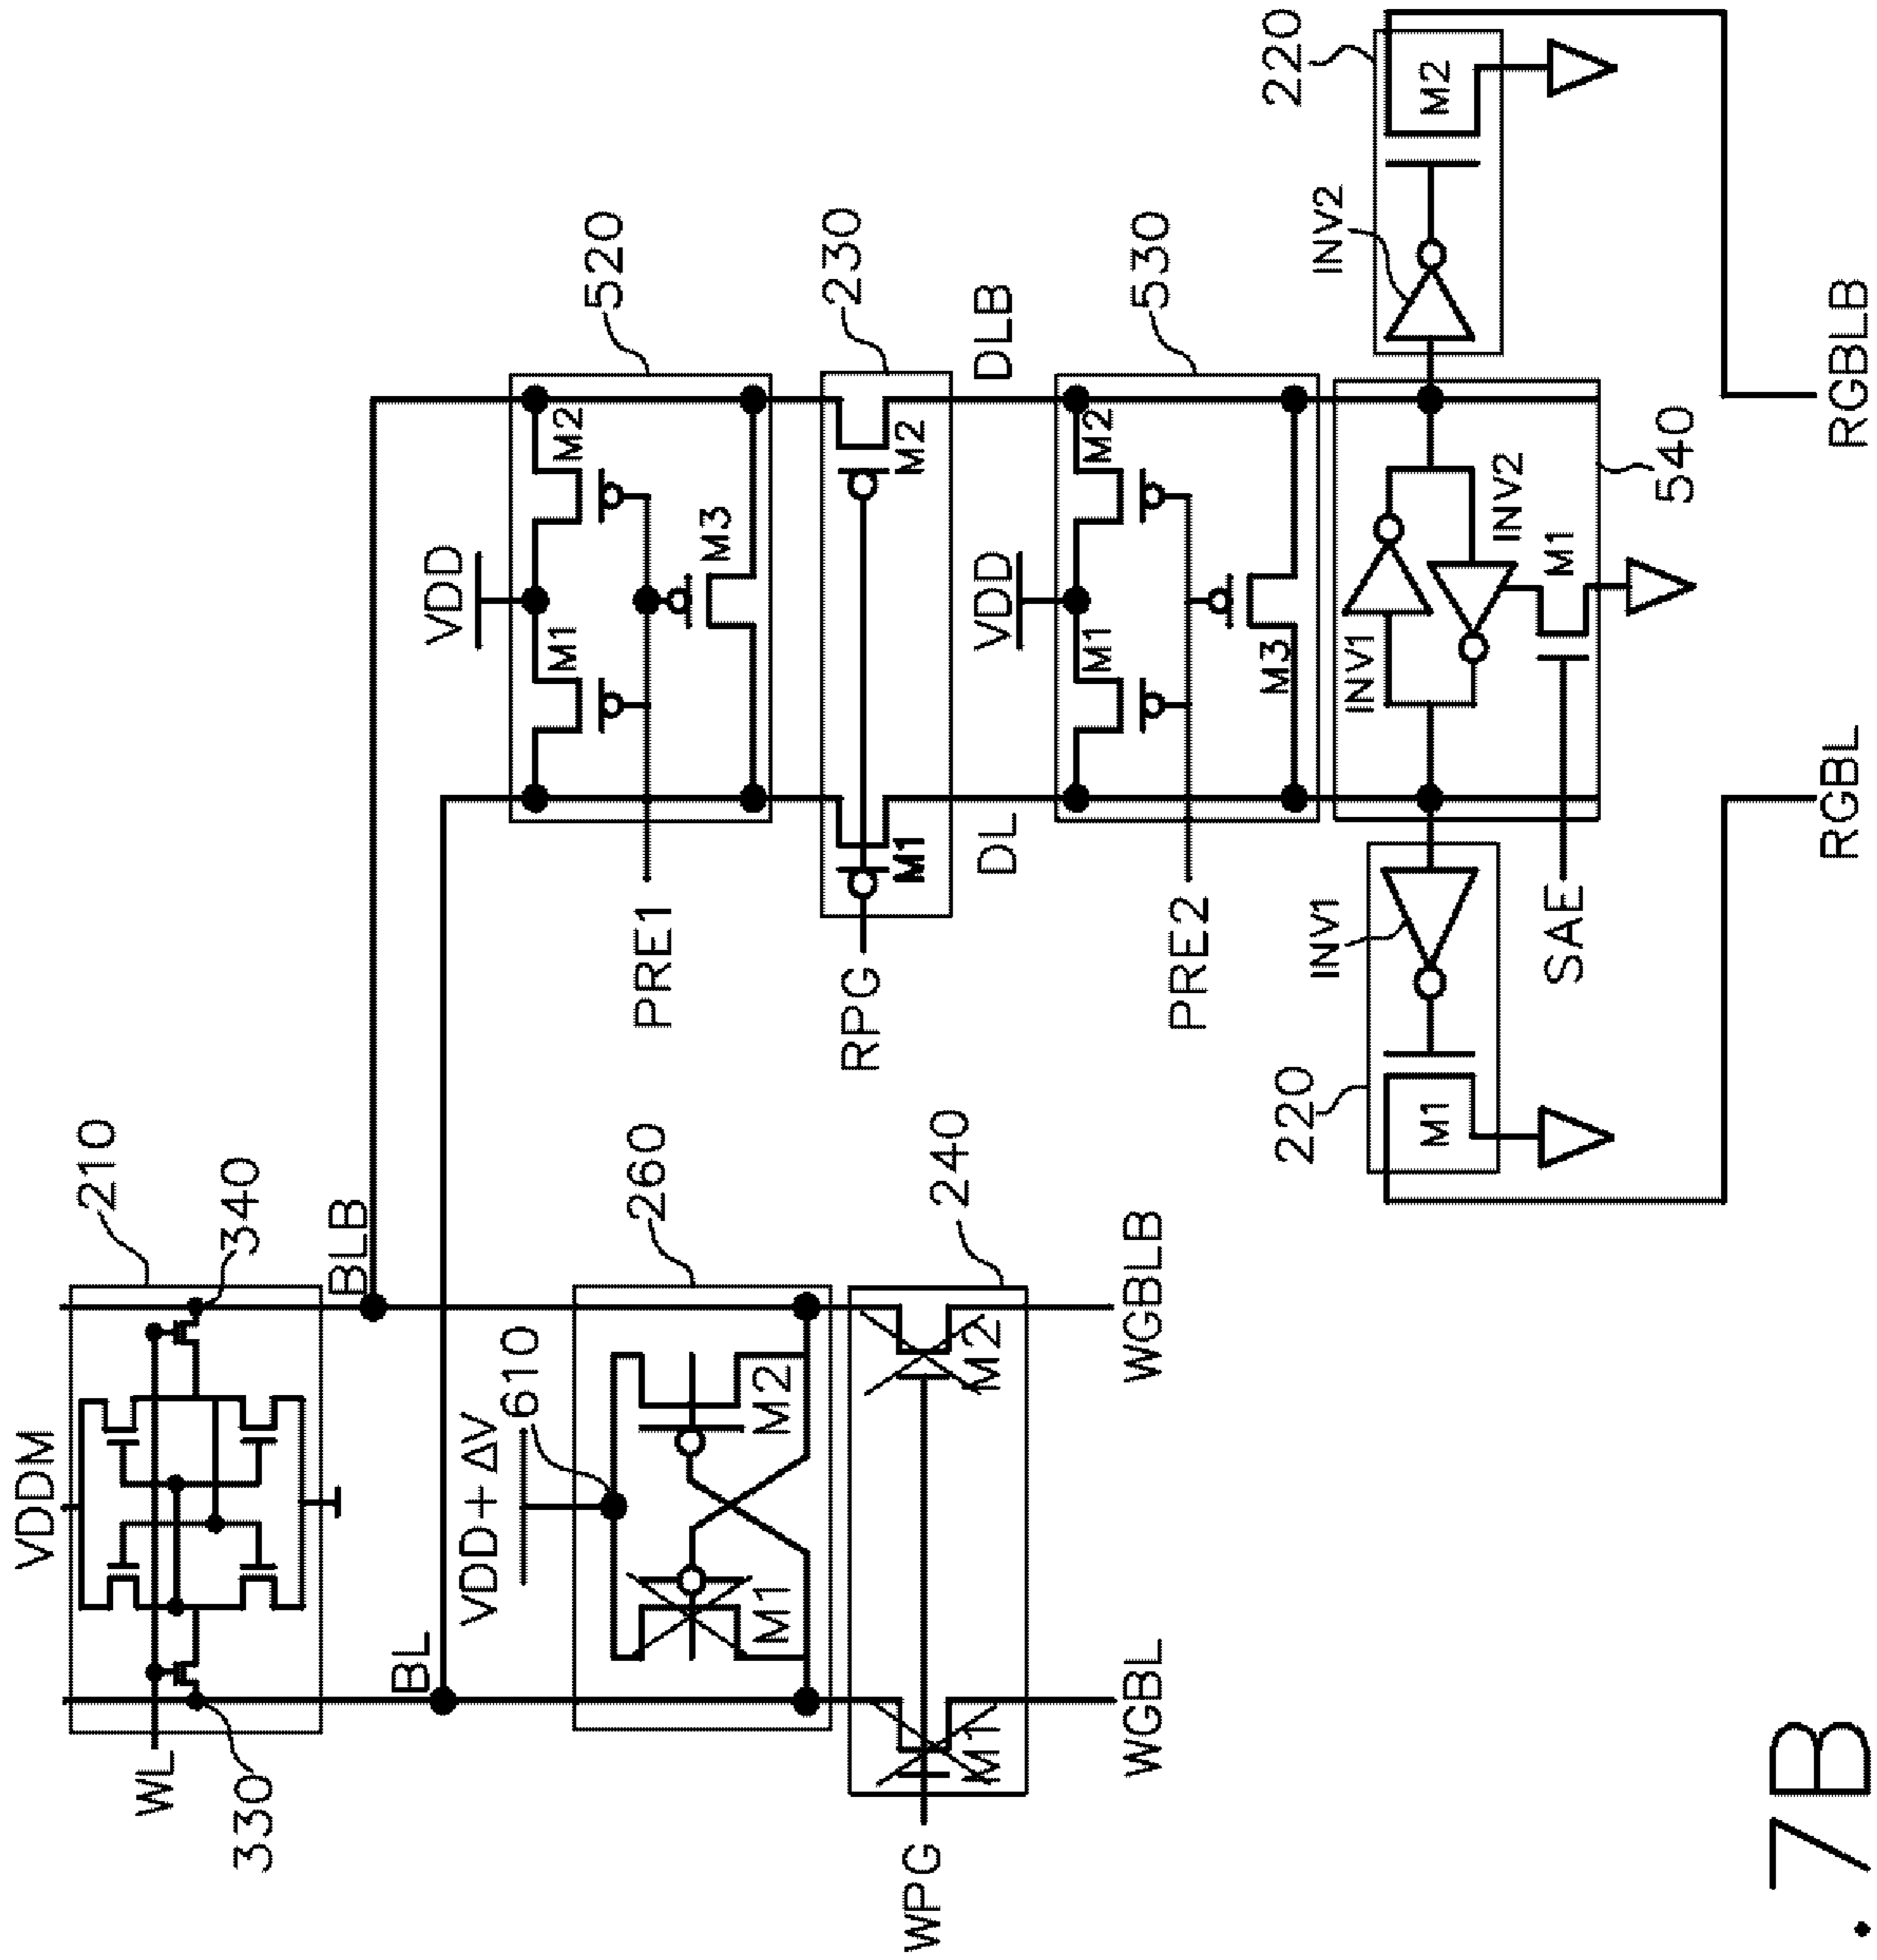 VDDM
WL
210
340
330
BL
BLB
VDD+ΔV
610
260
M1
M2
WPG
240
M1
M2
WGBL
WGBLB
VDD
520
M1
M2
M3
PRE1
RPG
230
M1
M2
DL
DLB
VDD
530
M1
M2
M3
PRE2
220
M1
INV1
SAE
INV1
INV2
M1
540
INV2
220
M2
RGBL
RGBLB
. 7B